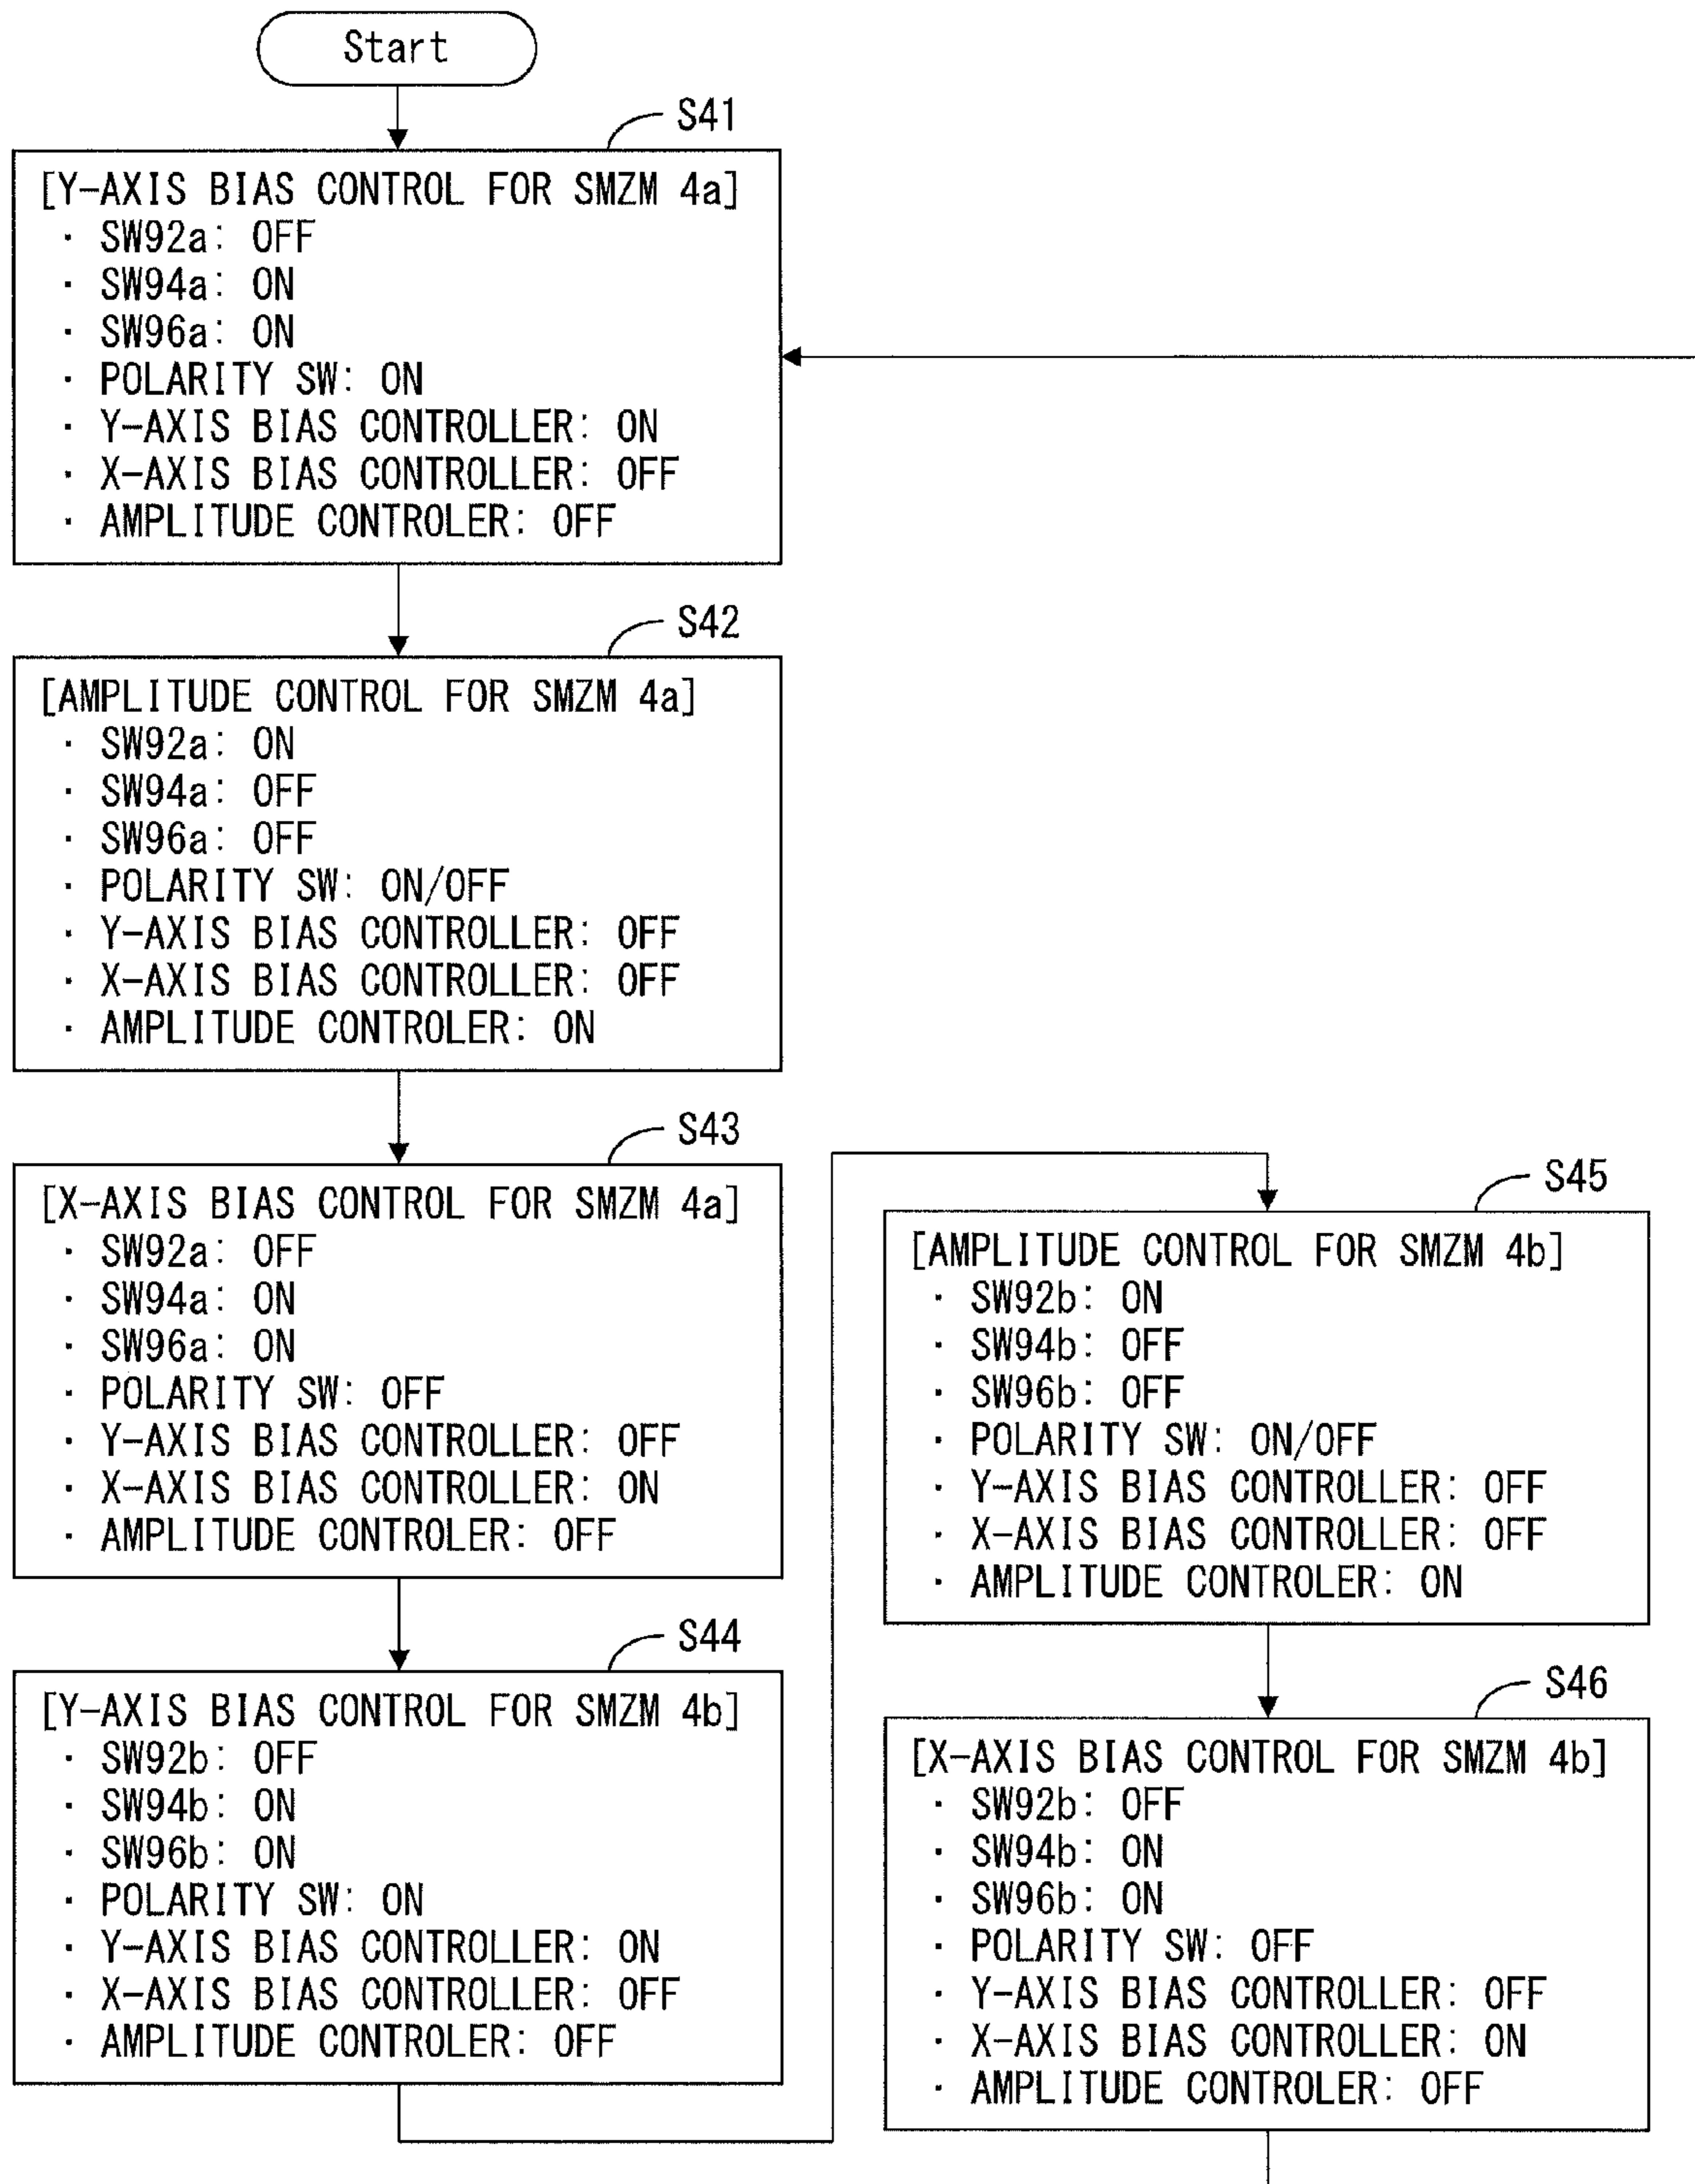 Start
S41
[Y-AXIS BIAS CONTROL FOR SMZM 4a]
· SW92a: OFF
· SW94a: ON
· SW96a: ON
· POLARITY SW: ON
· Y-AXIS BIAS CONTROLLER: ON
· X-AXIS BIAS CONTROLLER: OFF
· AMPLITUDE CONTROLER: OFF
S42
[AMPLITUDE CONTROL FOR SMZM 4a]
· SW92a: ON
· SW94a: OFF
· SW96a: OFF
· POLARITY SW: ON/OFF
· Y-AXIS BIAS CONTROLLER: OFF
· X-AXIS BIAS CONTROLLER: OFF
· AMPLITUDE CONTROLER: ON
S43
[X-AXIS BIAS CONTROL FOR SMZM 4a]
· SW92a: OFF
· SW94a: ON
· SW96a: ON
· POLARITY SW: OFF
· Y-AXIS BIAS CONTROLLER: OFF
· X-AXIS BIAS CONTROLLER: ON
· AMPLITUDE CONTROLER: OFF
S44
[Y-AXIS BIAS CONTROL FOR SMZM 4b]
· SW92b: OFF
· SW94b: ON
· SW96b: ON
· POLARITY SW: ON
· Y-AXIS BIAS CONTROLLER: ON
· X-AXIS BIAS CONTROLLER: OFF
· AMPLITUDE CONTROLER: OFF
S45
[AMPLITUDE CONTROL FOR SMZM 4b]
· SW92b: ON
· SW94b: OFF
· SW96b: OFF
· POLARITY SW: ON/OFF
· Y-AXIS BIAS CONTROLLER: OFF
· X-AXIS BIAS CONTROLLER: OFF
· AMPLITUDE CONTROLER: ON
S46
[X-AXIS BIAS CONTROL FOR SMZM 4b]
· SW92b: OFF
· SW94b: ON
· SW96b: ON
· POLARITY SW: OFF
· Y-AXIS BIAS CONTROLLER: OFF
· X-AXIS BIAS CONTROLLER: ON
· AMPLITUDE CONTROLER: OFF